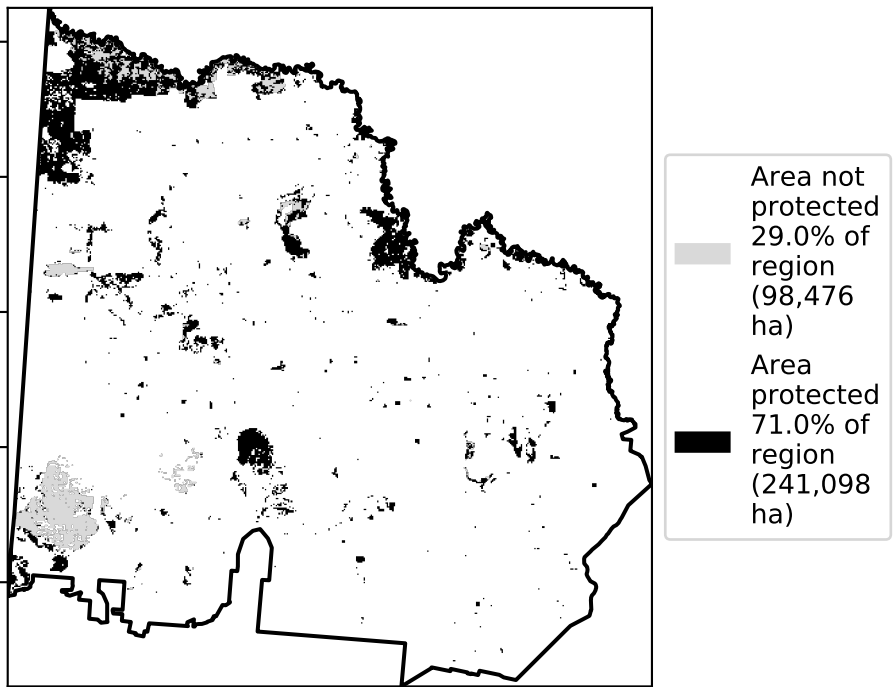 Area not
protected
29.0% of
region
(98,476
ha)
Area
protected
71.0% of
region
(241,098
ha)